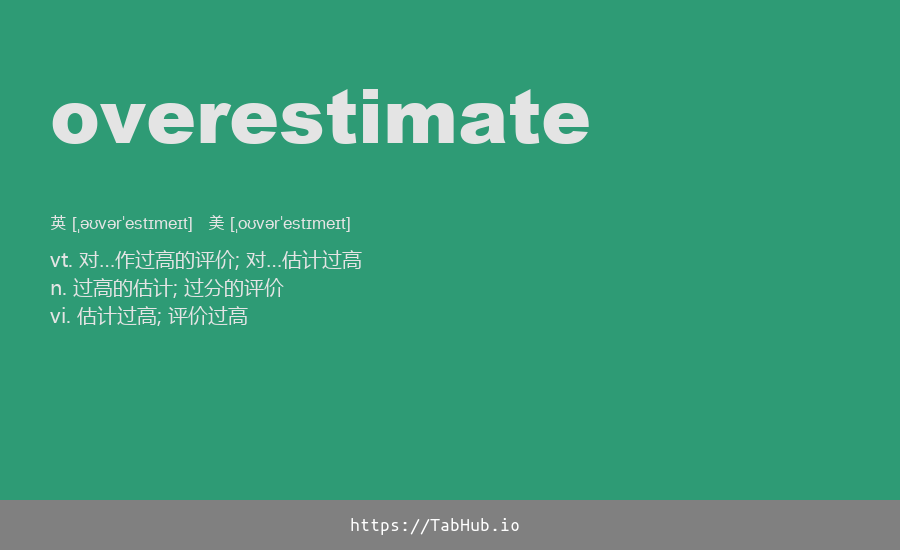 overestimate
英 [ˌəʊvərˈestɪmeɪt] 美 [ˌoʊvərˈestɪmeɪt]
vt. 对…作过高的评价; 对…估计过高
n. 过高的估计; 过分的评价
vi. 估计过高; 评价过高
https://TabHub.io